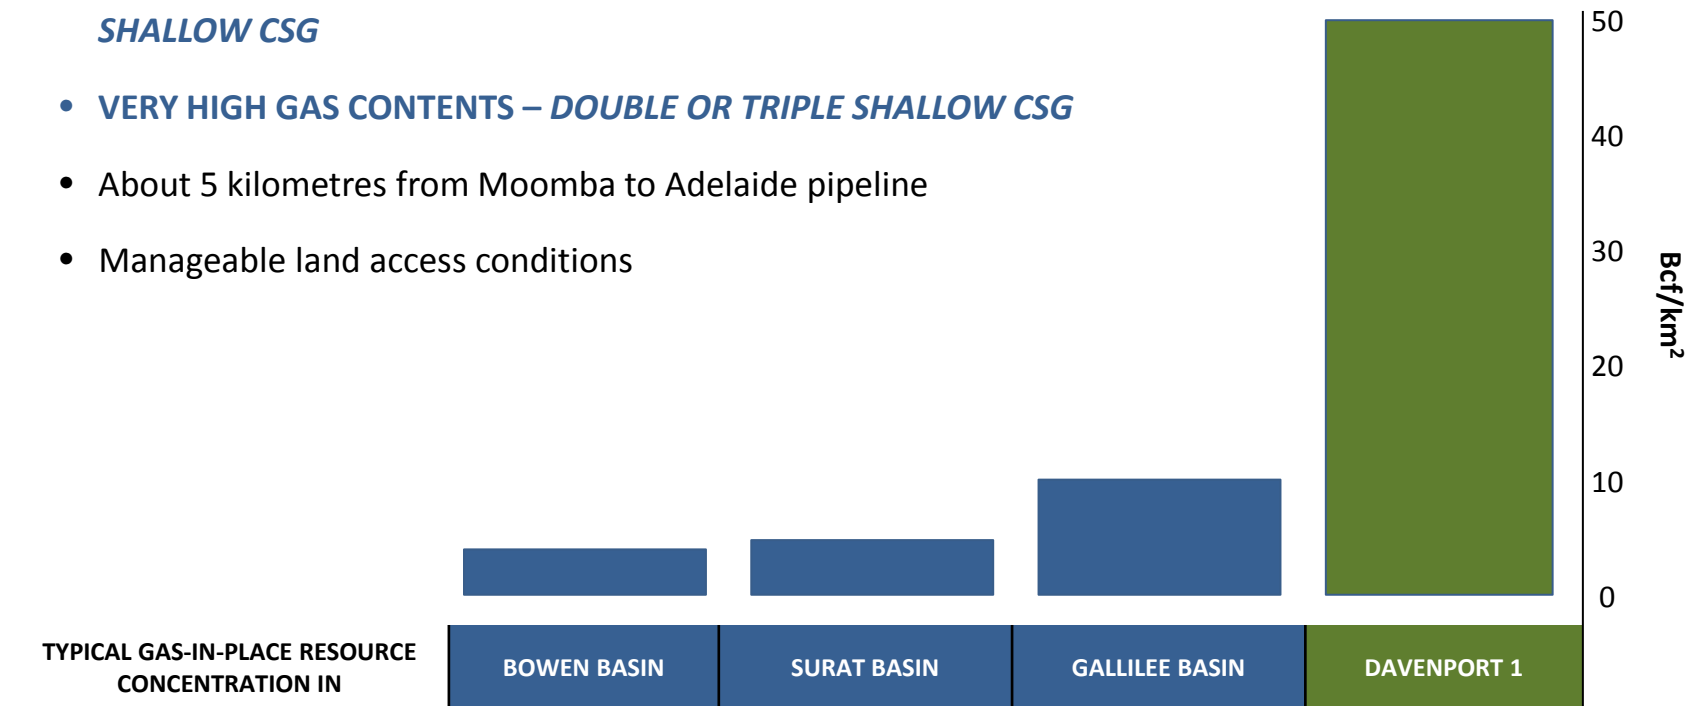 SHALLOW CSG
• VERY HIGH GAS CONTENTS – DOUBLE OR TRIPLE SHALLOW CSG
• About 5 kilometres from Moomba to Adelaide pipeline
• Manageable land access conditions
50
40
30
20
10
0
Bcf/km²
TYPICAL GAS-IN-PLACE RESOURCE
CONCENTRATION IN
BOWEN BASIN
SURAT BASIN
GALLILEE BASIN
DAVENPORT 1